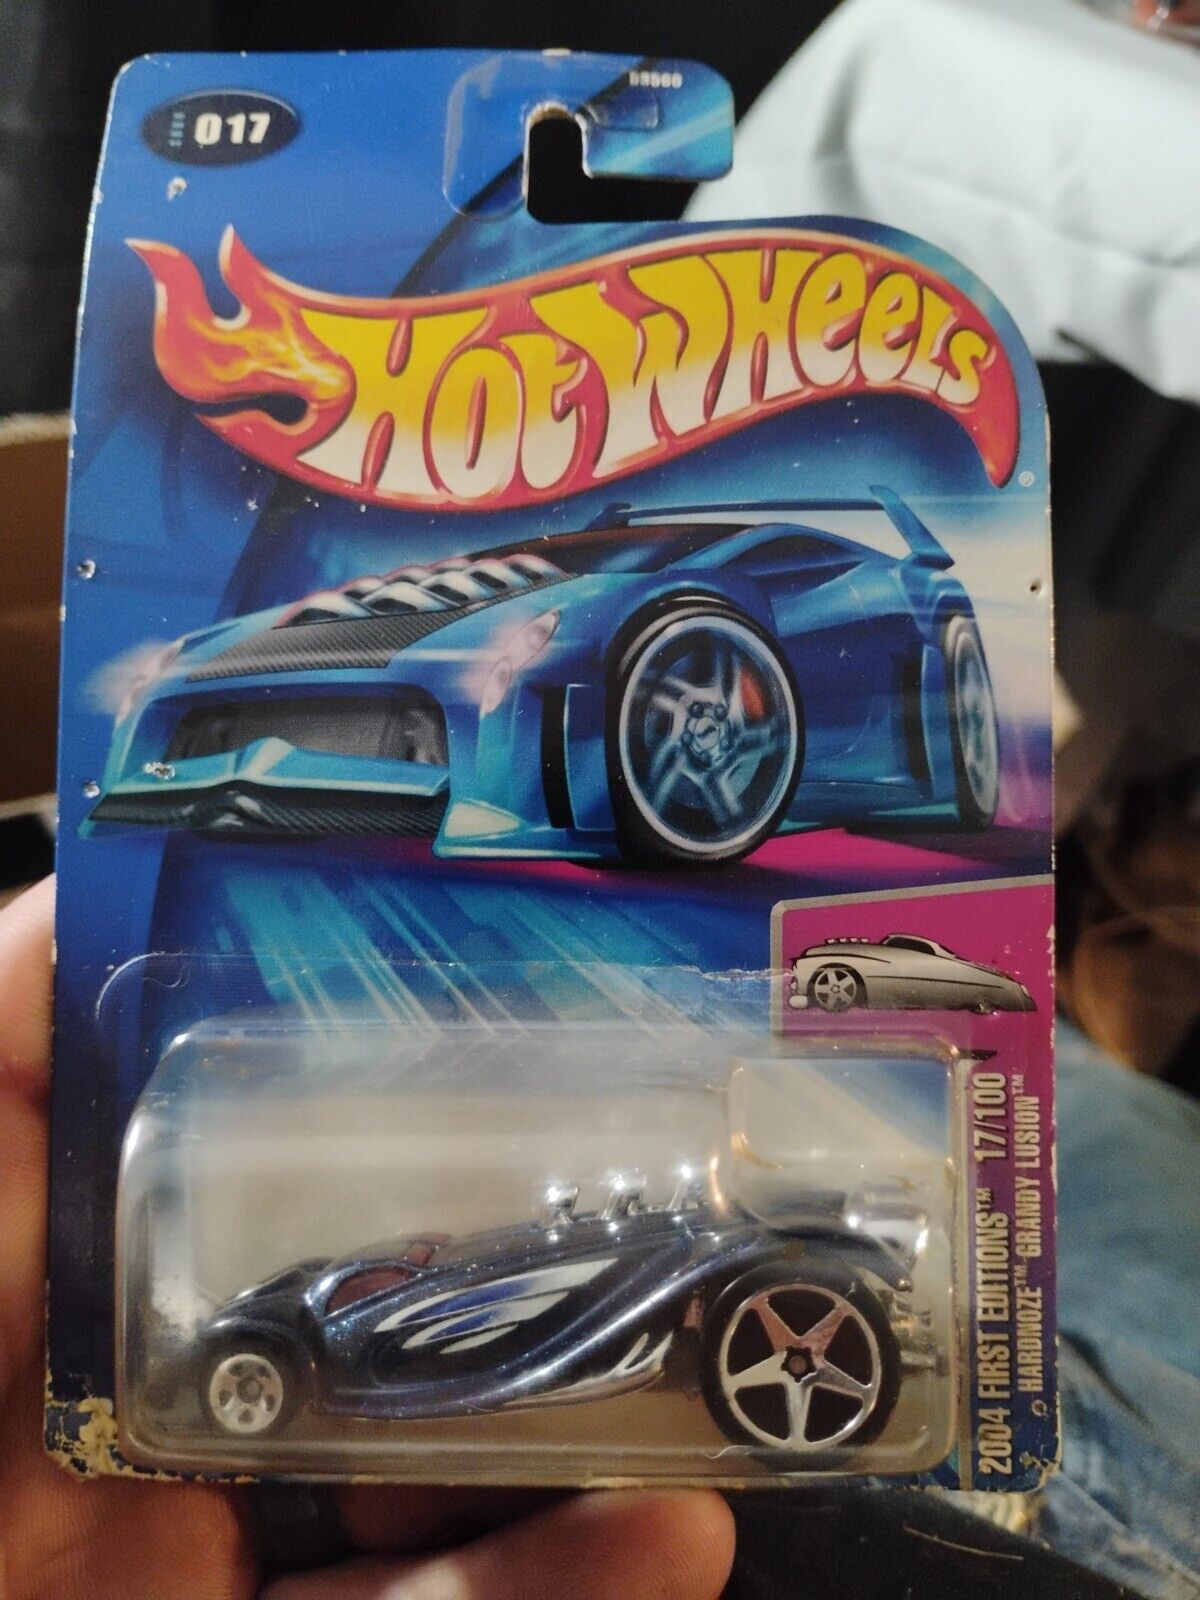 017
HOT WHEELS
®
2004 FIRST EDITIONS™ 17/100
HARDNOZE™ GRANDY LUSION™